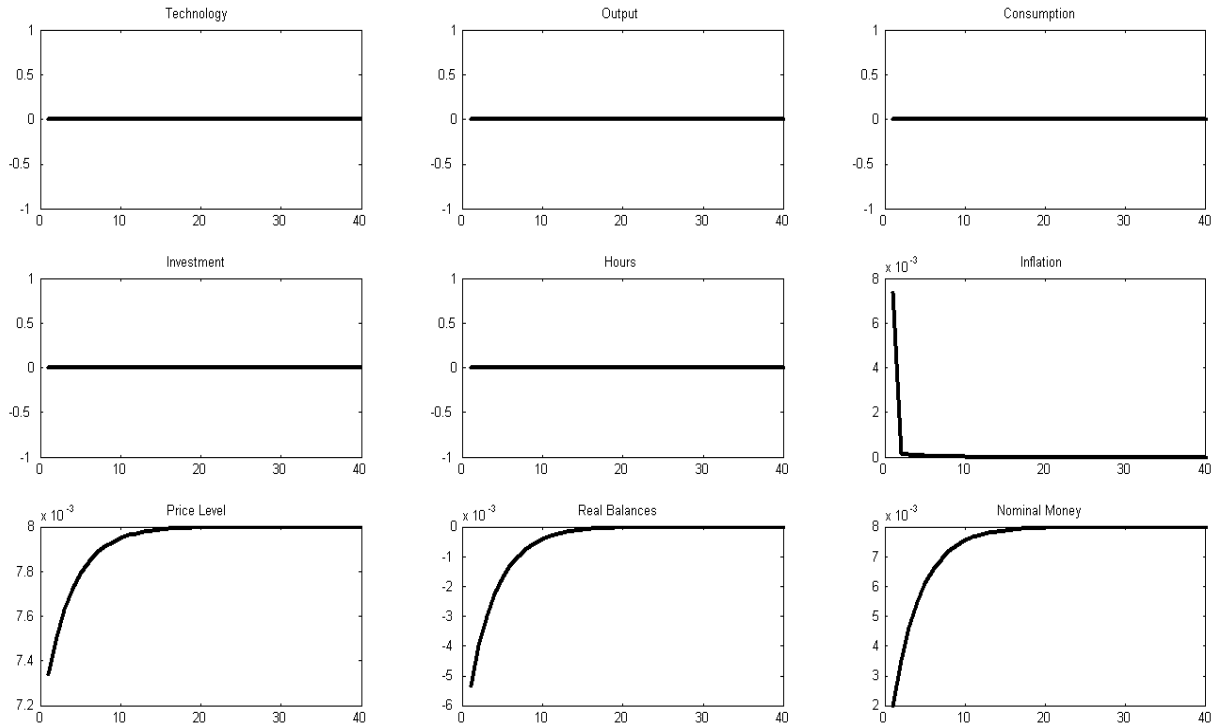 Technology
Output
Consumption
1
0.5
0
-0.5
-1
0 10 20 30 40
1
0.5
0
-0.5
-1
0 10 20 30 40
1
0.5
0
-0.5
-1
0 10 20 30 40
Investment
Hours
Inflation
1
0.5
0
-0.5
-1
0 10 20 30 40
1
0.5
0
-0.5
-1
0 10 20 30 40
x 10⁻³
8
6
4
2
0
0 10 20 30 40
Price Level
Real Balances
Nominal Money
x 10⁻³
8
7.8
7.6
7.4
7.2
0 10 20 30 40
x 10⁻³
0
-1
-2
-3
-4
-5
-6
0 10 20 30 40
x 10⁻³
8
7
6
5
4
3
2
0 10 20 30 40